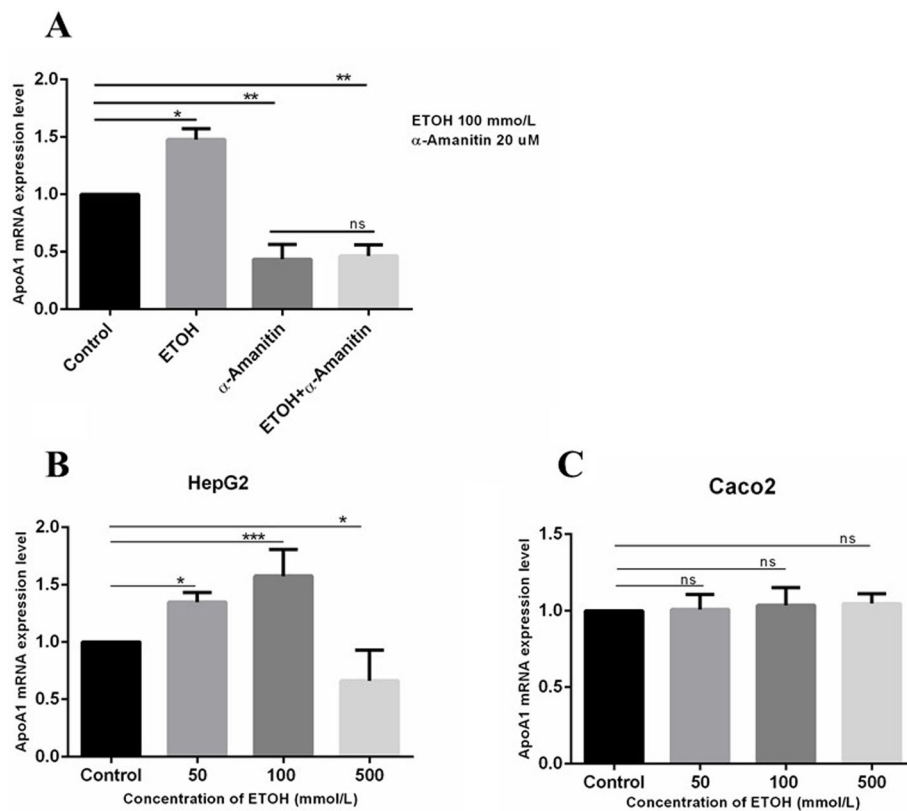 A
ApoA1 mRNA expression level
2.0
1.5
1.0
0.5
0.0
**
**
*
ns
ETOH 100 mmo/L
α-Amanitin 20 uM
Control
ETOH
α-Amanitin
ETOH+α-Amanitin
B
HepG2
ApoA1 mRNA expression level
2.0
1.5
1.0
0.5
0.0
*
***
*
Control 50 100 500
Concentration of ETOH (mmol/L)
C
Caco2
ApoA1 mRNA expression level
1.5
1.0
0.5
0.0
ns
ns
ns
Control 50 100 500
Concentration of ETOH (mmol/L)